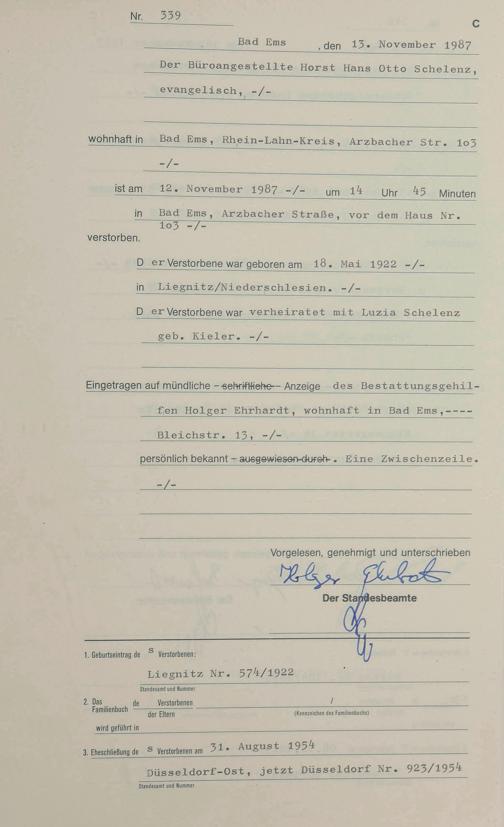 Nr. 339
C
Bad Ems, den 13. November 1987
Der Büroangestellte Horst Hans Otto Schelenz,
evangelisch, -/-
wohnhaft in Bad Ems, Rhein-Lahn-Kreis, Arzbacher Str. 1o3
-/-
ist am 12. November 1987 -/- um 14 Uhr 45 Minuten
in Bad Ems, Arzbacher Straße, vor dem Haus Nr.
1o3 -/-
verstorben.
D er Verstorbene war geboren am 18. Mai 1922 -/-
in Liegnitz/Niederschlesien. -/-
D er Verstorbene war verheiratet mit Luzia Schelenz
geb. Kieler. -/-
Eingetragen auf mündliche – schriftliche – Anzeige des Bestattungsgehil-
fen Holger Ehrhardt, wohnhaft in Bad Ems,----
Bleichstr. 13, -/-
persönlich bekannt – ausgewiesen durch . Eine Zwischenzeile.
-/-
Vorgelesen, genehmigt und unterschrieben
Holger
Der Standesbeamte
1. Geburtseintrag de s Verstorbenen:
Liegnitz Nr. 574/1922
Standesamt und Nummer
2. Das Familienbuch de Verstorbenen /
der Eltern (Kennzeichen des Familienbuchs)
wird geführt in
3. Eheschließung de s Verstorbenen am 31. August 1954
Düsseldorf-Ost, jetzt Düsseldorf Nr. 923/1954
Standesamt und Nummer